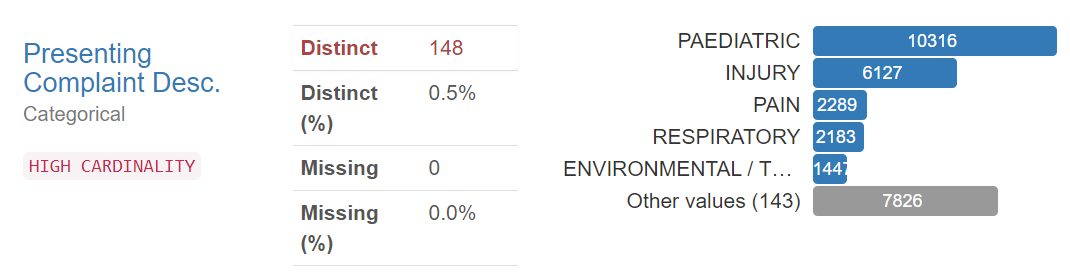 Presenting
Complaint Desc.
Categorical
HIGH CARDINALITY
Distinct 148
Distinct 0.5%
(%)
Missing 0
Missing 0.0%
(%)
PAEDIATRIC 10316
INJURY 6127
PAIN 2289
RESPIRATORY 2183
ENVIRONMENTAL / T… 1447
Other values (143) 7826